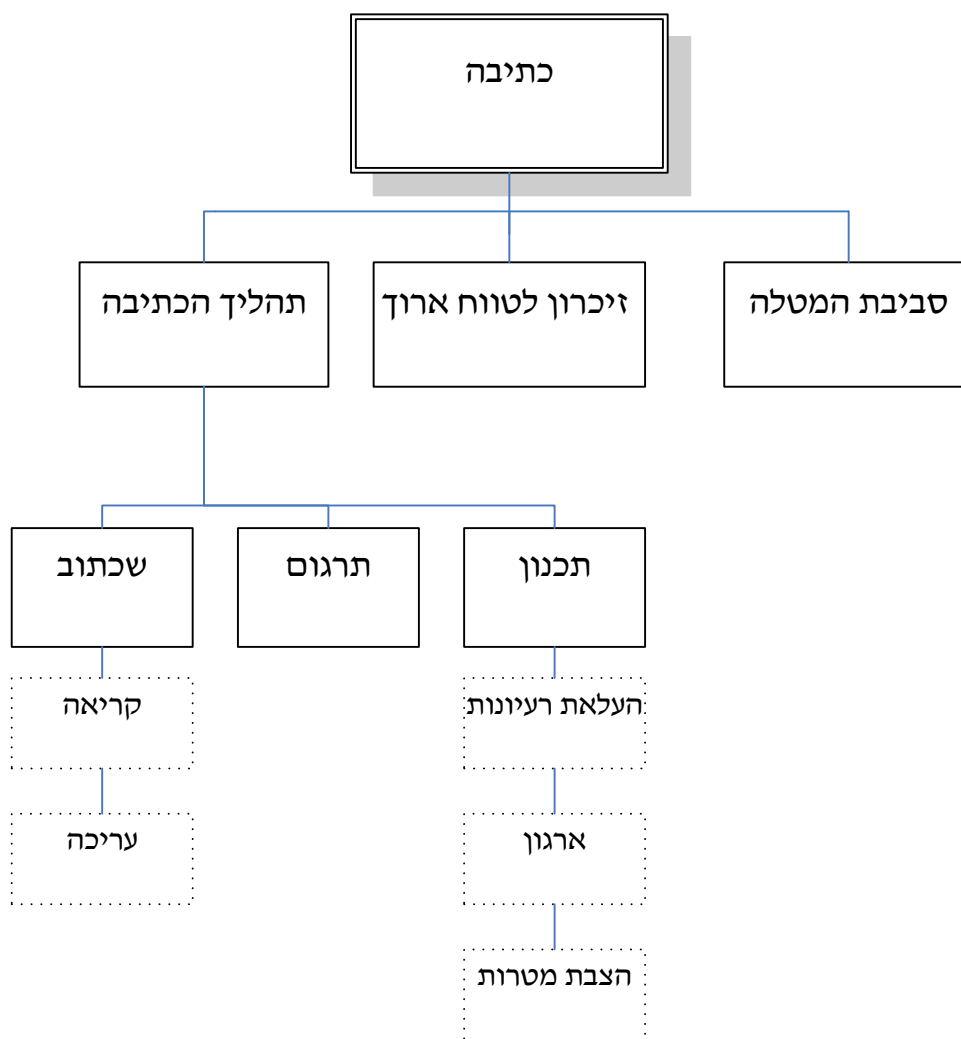 כתיבה
סביבת המטלה
זיכרון לטווח ארוך
תהליך הכתיבה
תכנון
תרגום
שכתוב
העלאת רעיונות
קריאה
ארגון
עריכה
הצבת מטרות